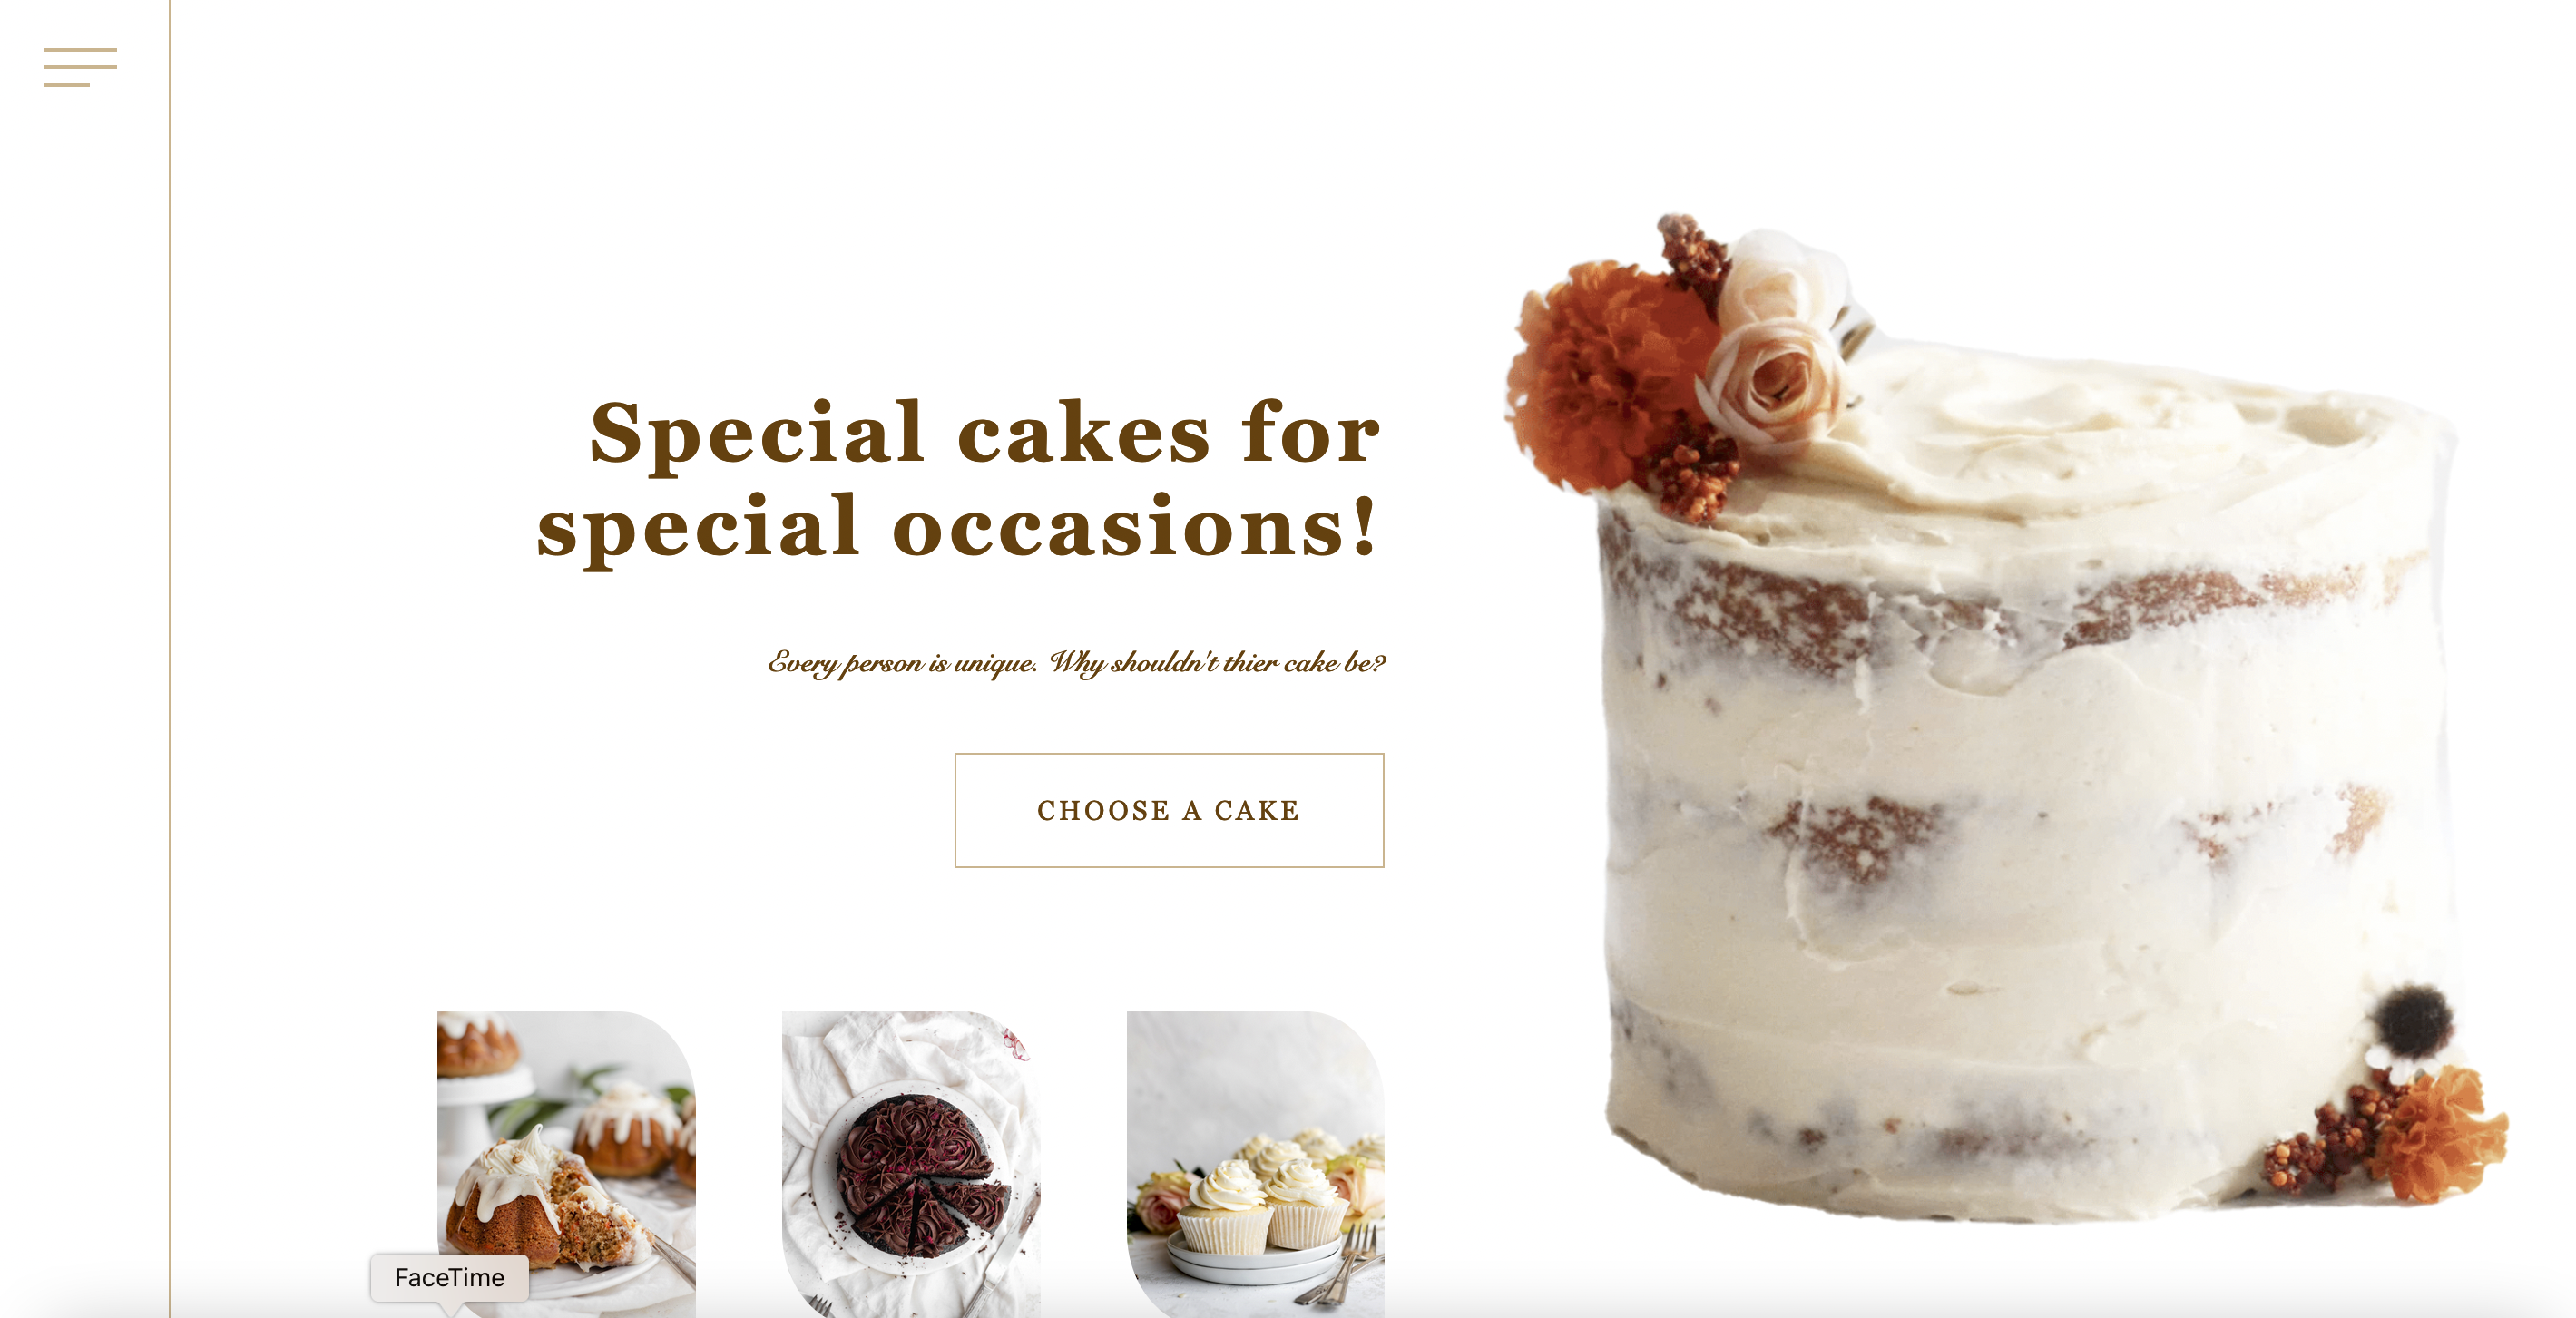 Special cakes for
special occasions!
Every person is unique. Why shouldn't thier cake be?
CHOOSE A CAKE
FaceTime